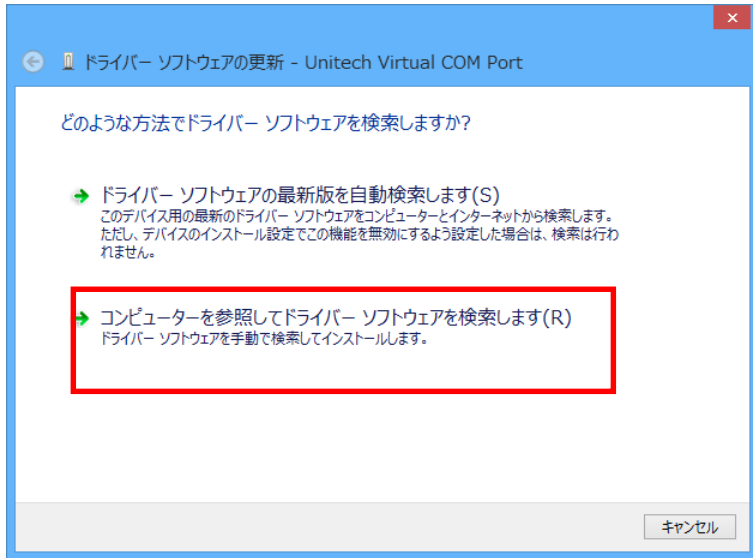 ドライバー ソフトウェアの更新 - Unitech Virtual COM Port
どのような方法でドライバー ソフトウェアを検索しますか?
ドライバー ソフトウェアの最新版を自動検索します(S)
このデバイス用の最新のドライバー ソフトウェアをコンピューターとインターネットから検索します。
ただし、デバイスのインストール設定でこの機能を無効にするよう設定した場合は、検索は行わ
れません。
コンピューターを参照してドライバー ソフトウェアを検索します(R)
ドライバー ソフトウェアを手動で検索してインストールします。
キャンセル